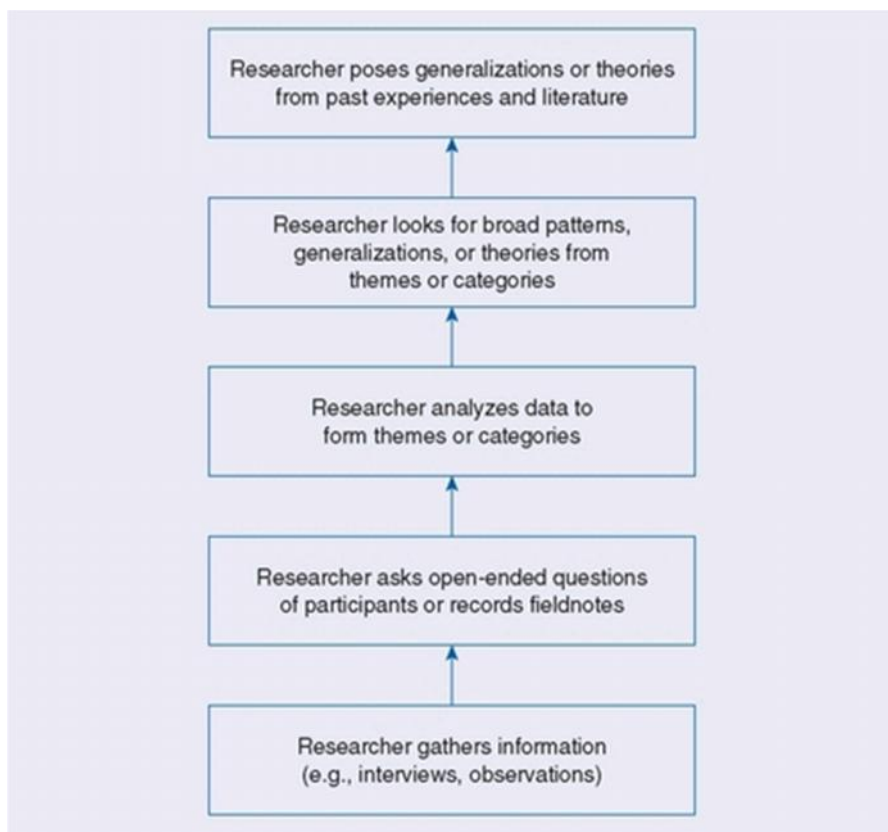 Researcher poses generalizations or theories
from past experiences and literature
Researcher looks for broad patterns,
generalizations, or theories from
themes or categories
Researcher analyzes data to
form themes or categories
Researcher asks open-ended questions
of participants or records fieldnotes
Researcher gathers information
(e.g., interviews, observations)